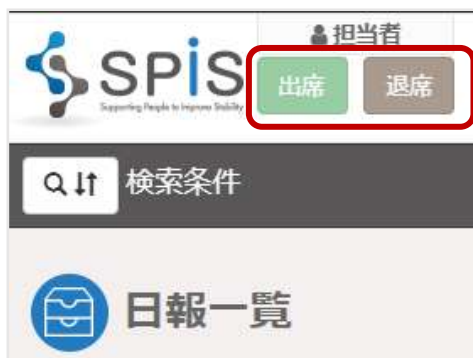 担当者
SPiS
Supporting People to Improve Stability
出席 退席
検索条件
日報一覧